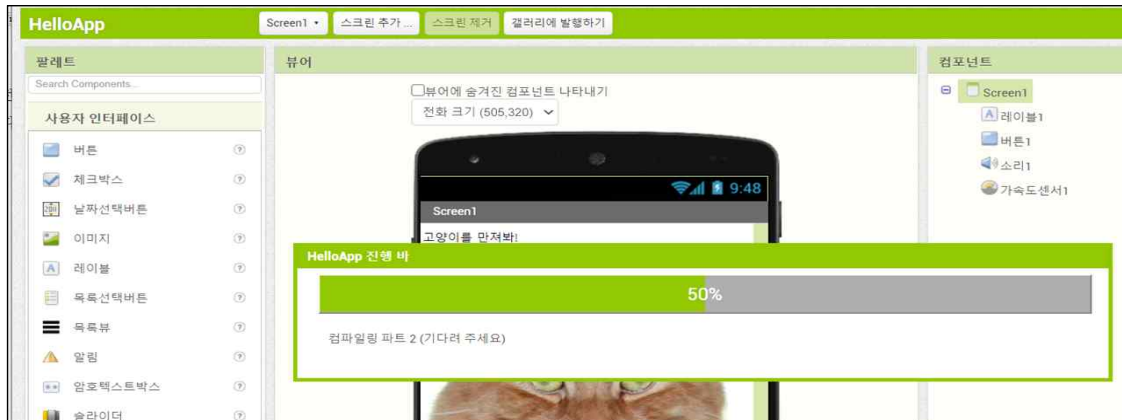 HelloApp
Screen1
스크린 추가 ...
스크린 제거
갤러리에 발행하기
팔레트
Search Components...
사용자 인터페이스
버튼
체크박스
날짜선택버튼
이미지
레이블
목록선택버튼
목록뷰
알림
암호텍스트박스
슬라이더
뷰어
뷰어에 숨겨진 컴포넌트 나타내기
전화 크기 (505,320)
9:48
Screen1
고양이를 만져봐!
HelloApp 진행 바
50%
컴파일링 파트 2 (기다려 주세요)
컴포넌트
Screen1
레이블1
버튼1
소리1
가속도센서1